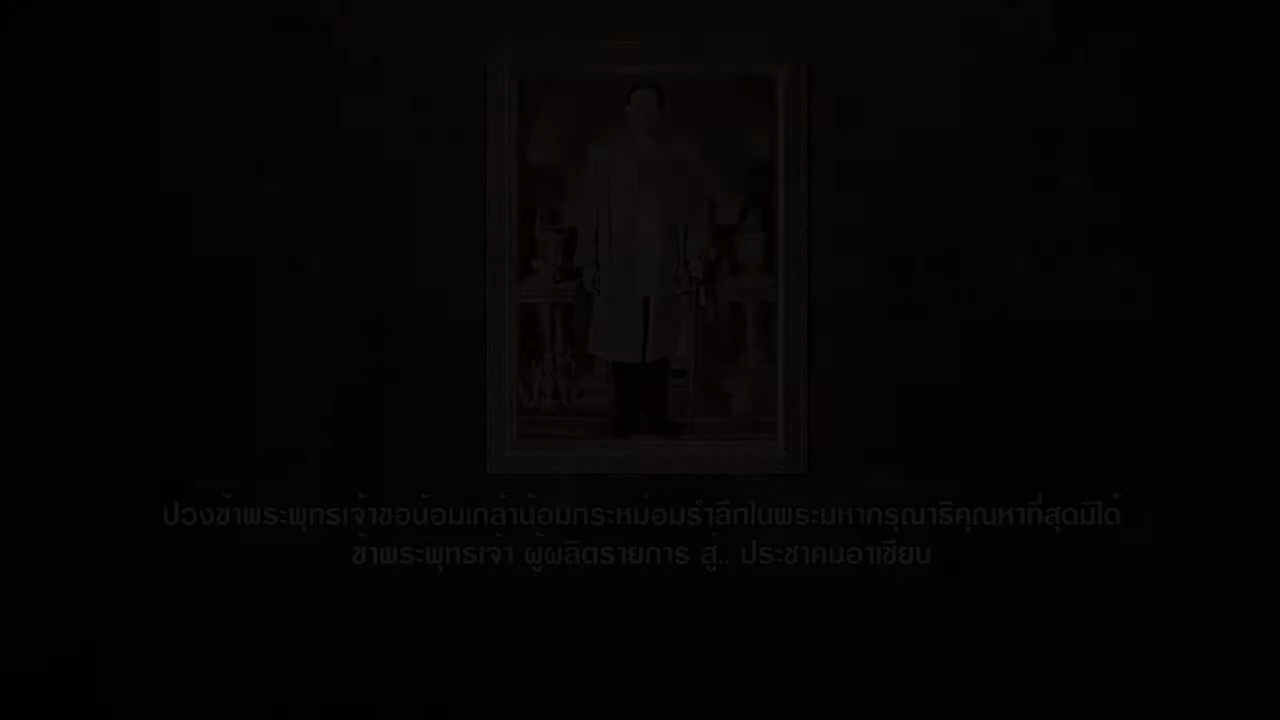 ปวงข้าพระพุทธเจ้าขอน้อมเกล้าน้อมกระหม่อมรำลึกในพระมหากรุณาธิคุณหาที่สุดมิได้
ข้าพระพุทธเจ้า ผู้ผลิตรายการ สู่.. ประชาคมอาเซียน